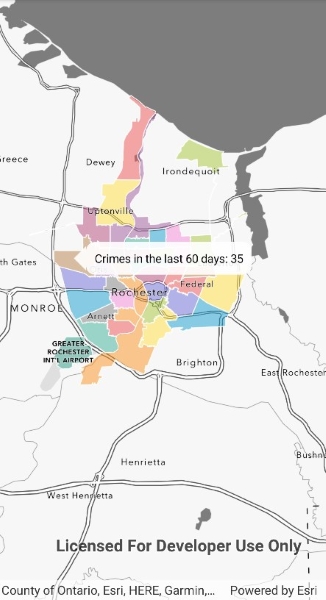 Greece
Dewey
Irondequoit
Uptonville
th Gates
Crimes in the last 60 days: 35
Rochester
Federal
MONROE
Arnett
GREATER
ROCHESTER
INT'L AIRPORT
Brighton
East Rochester
Henrietta
Bushn
West Henrietta
Licensed For Developer Use Only
County of Ontario, Esri, HERE, Garmin,... Powered by Esri